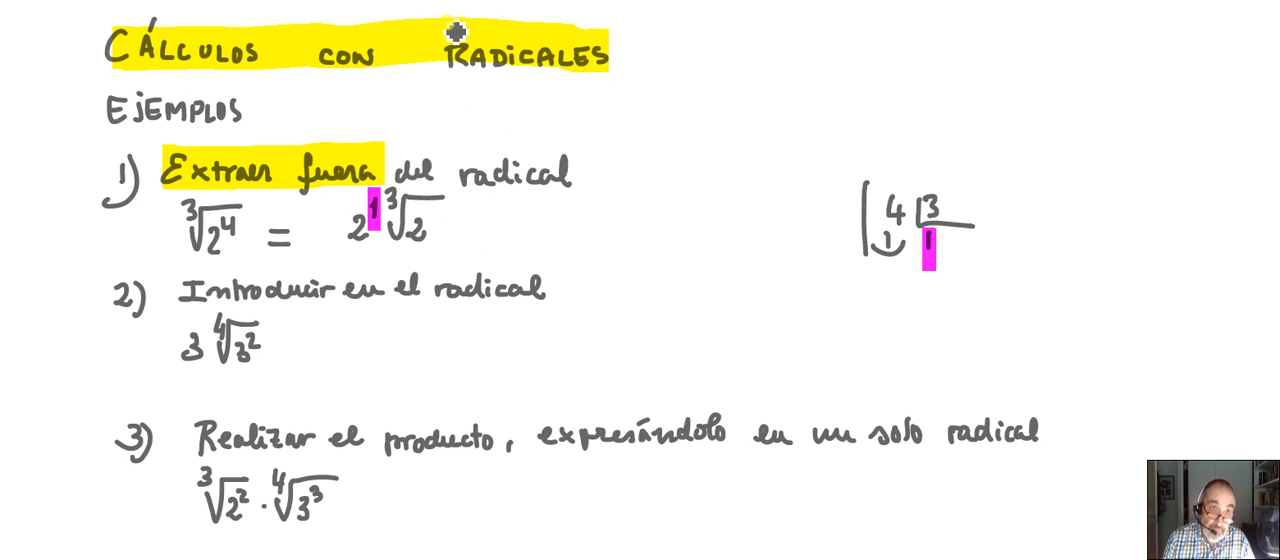 CÁLCULOS CON RADICALES
EJEMPLOS
1) Extraer fuera del radical
∛2⁴ = 2¹ ∛2
4 3
1 1
2) Introducir en el radical
3 ∜3²
3) Realizar el producto, expresándolo en un solo radical
∛2² · ∜3³